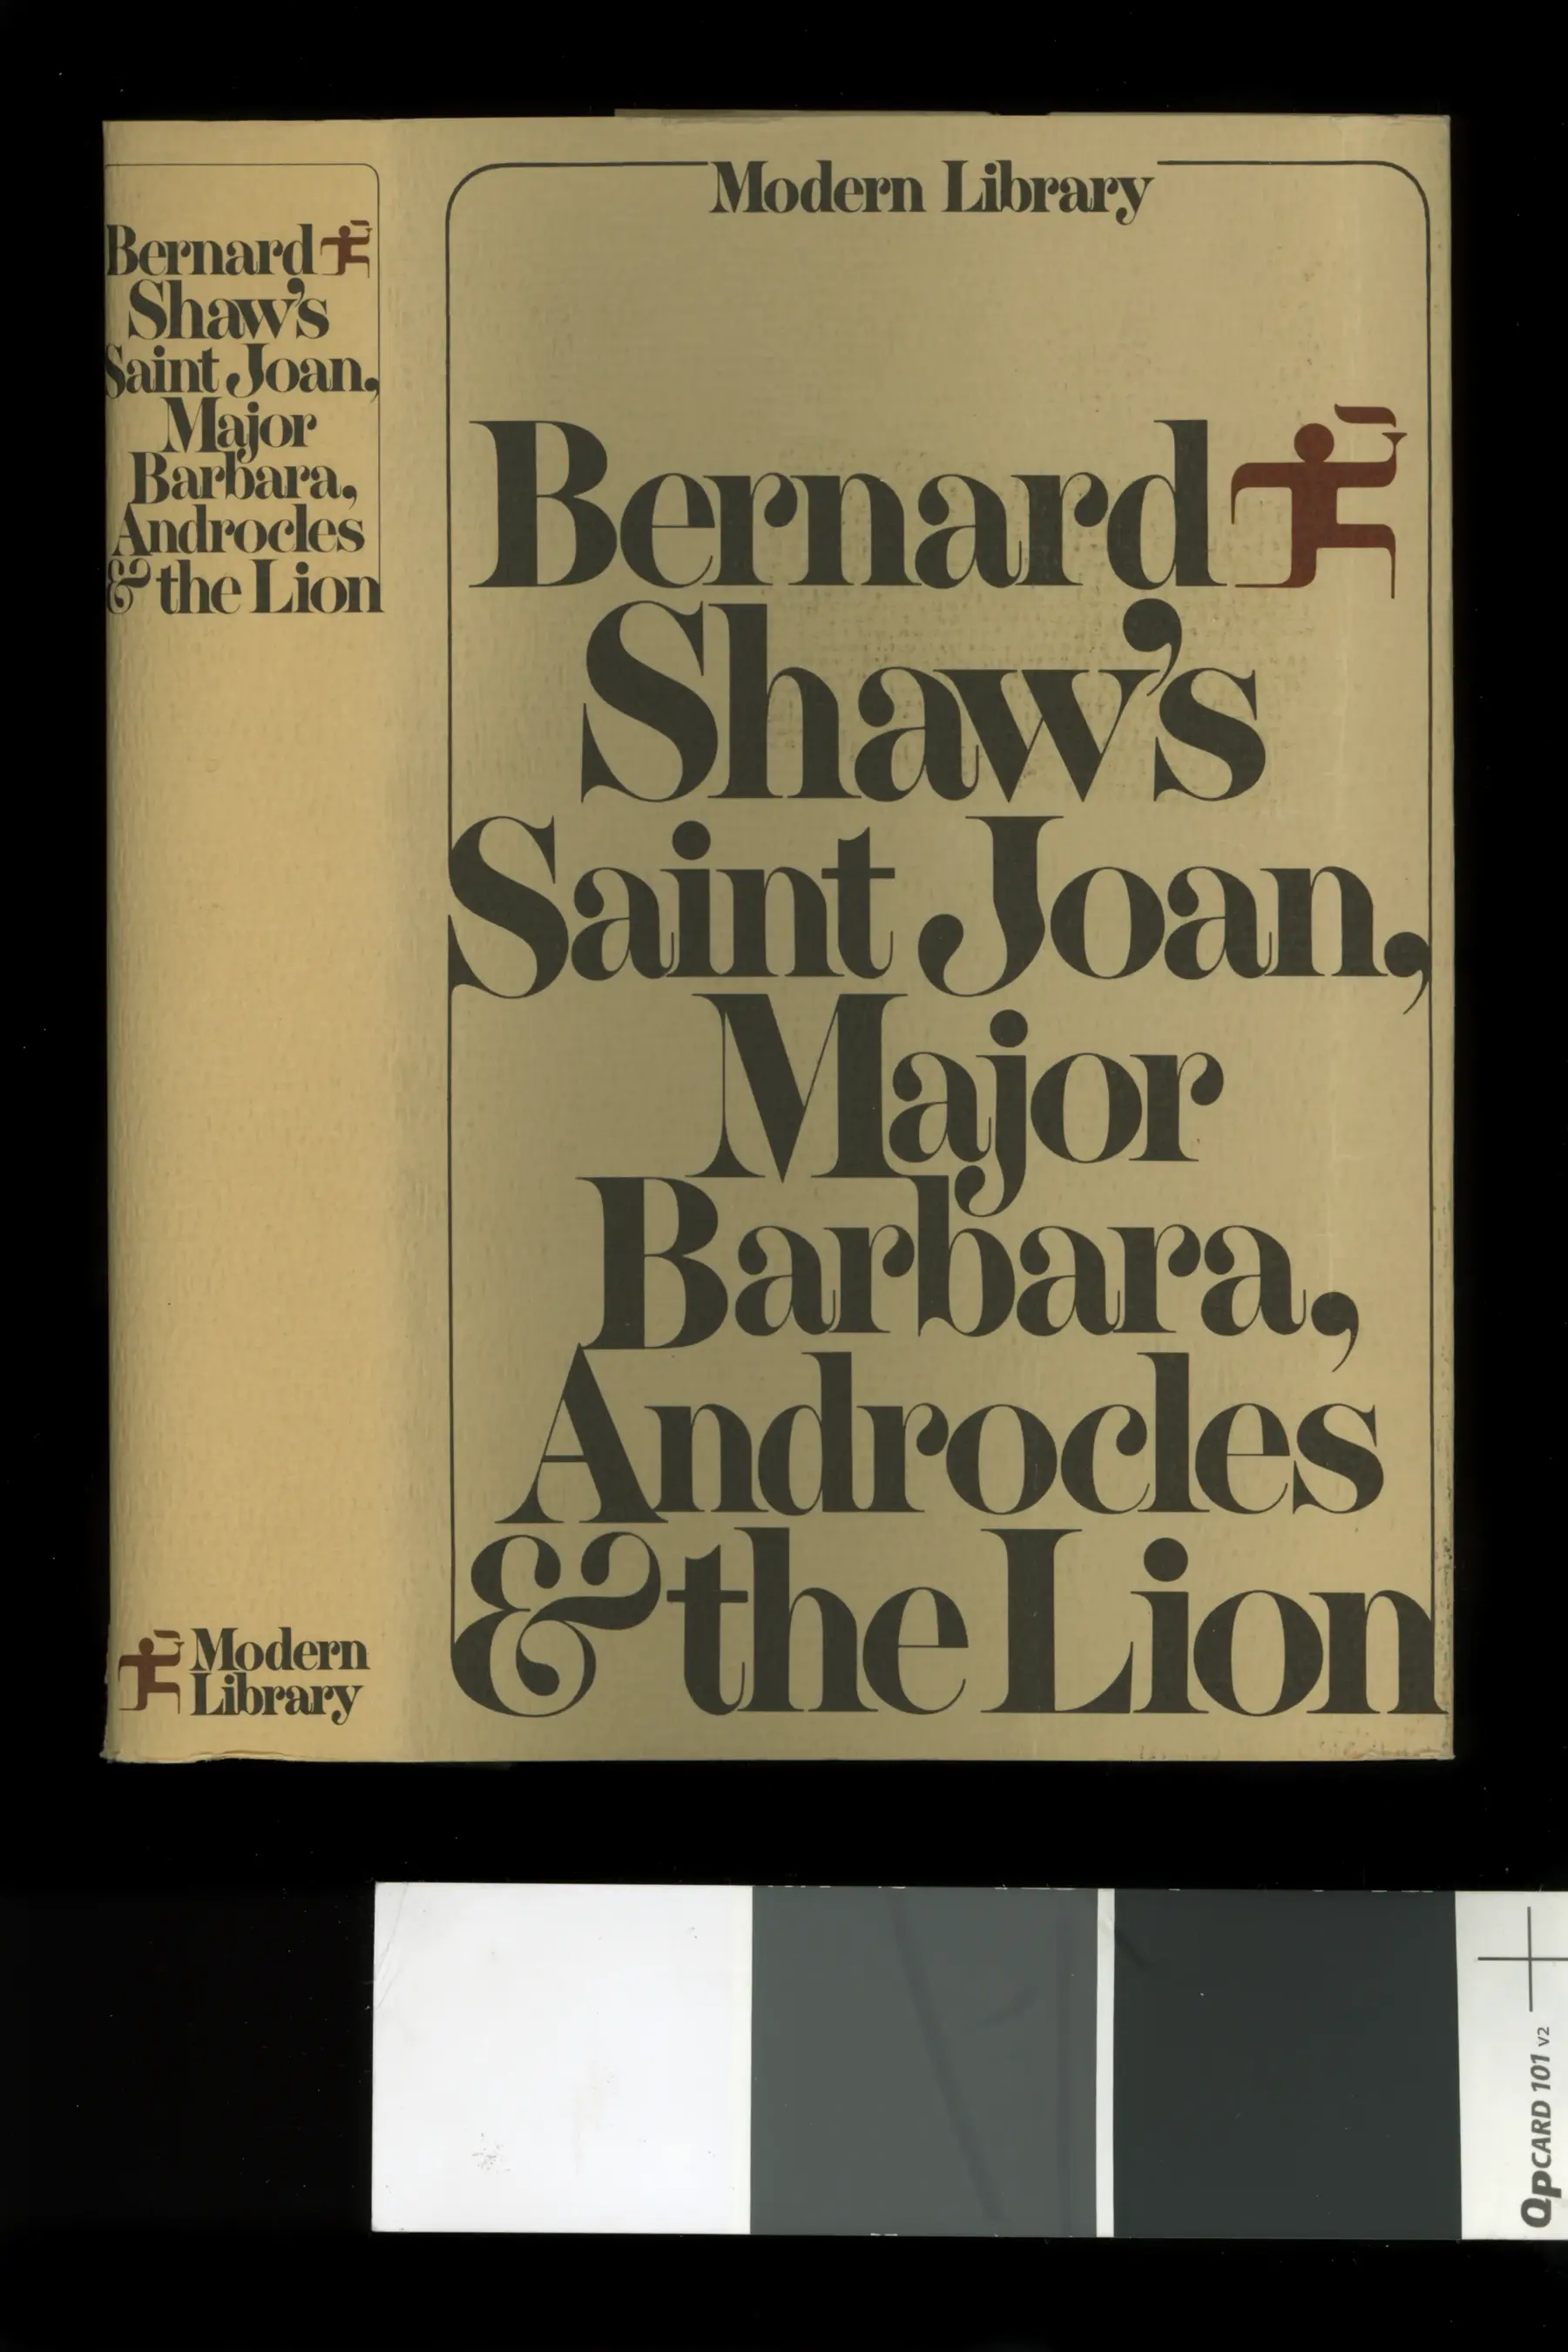 Bernard
Shaw's
Saint Joan,
Major
Barbara,
Androcles
& the Lion
Modern
Library
Modern Library
Bernard
Shaw's
Saint Joan,
Major
Barbara,
Androcles
& the Lion
QPCARD 101 V2